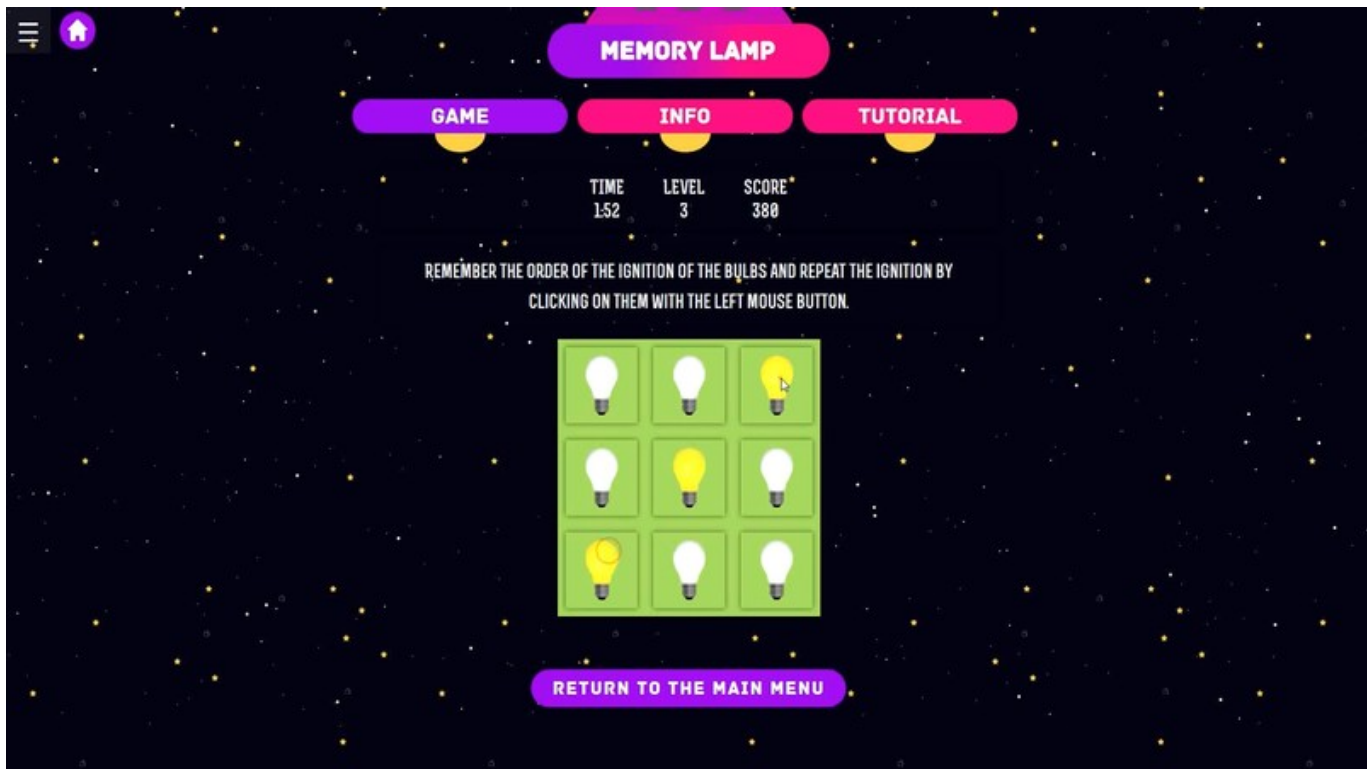 MEMORY LAMP
GAME INFO TUTORIAL
TIME LEVEL SCORE
1:52 3 380
REMEMBER THE ORDER OF THE IGNITION OF THE BULBS AND REPEAT THE IGNITION BY
CLICKING ON THEM WITH THE LEFT MOUSE BUTTON.
RETURN TO THE MAIN MENU